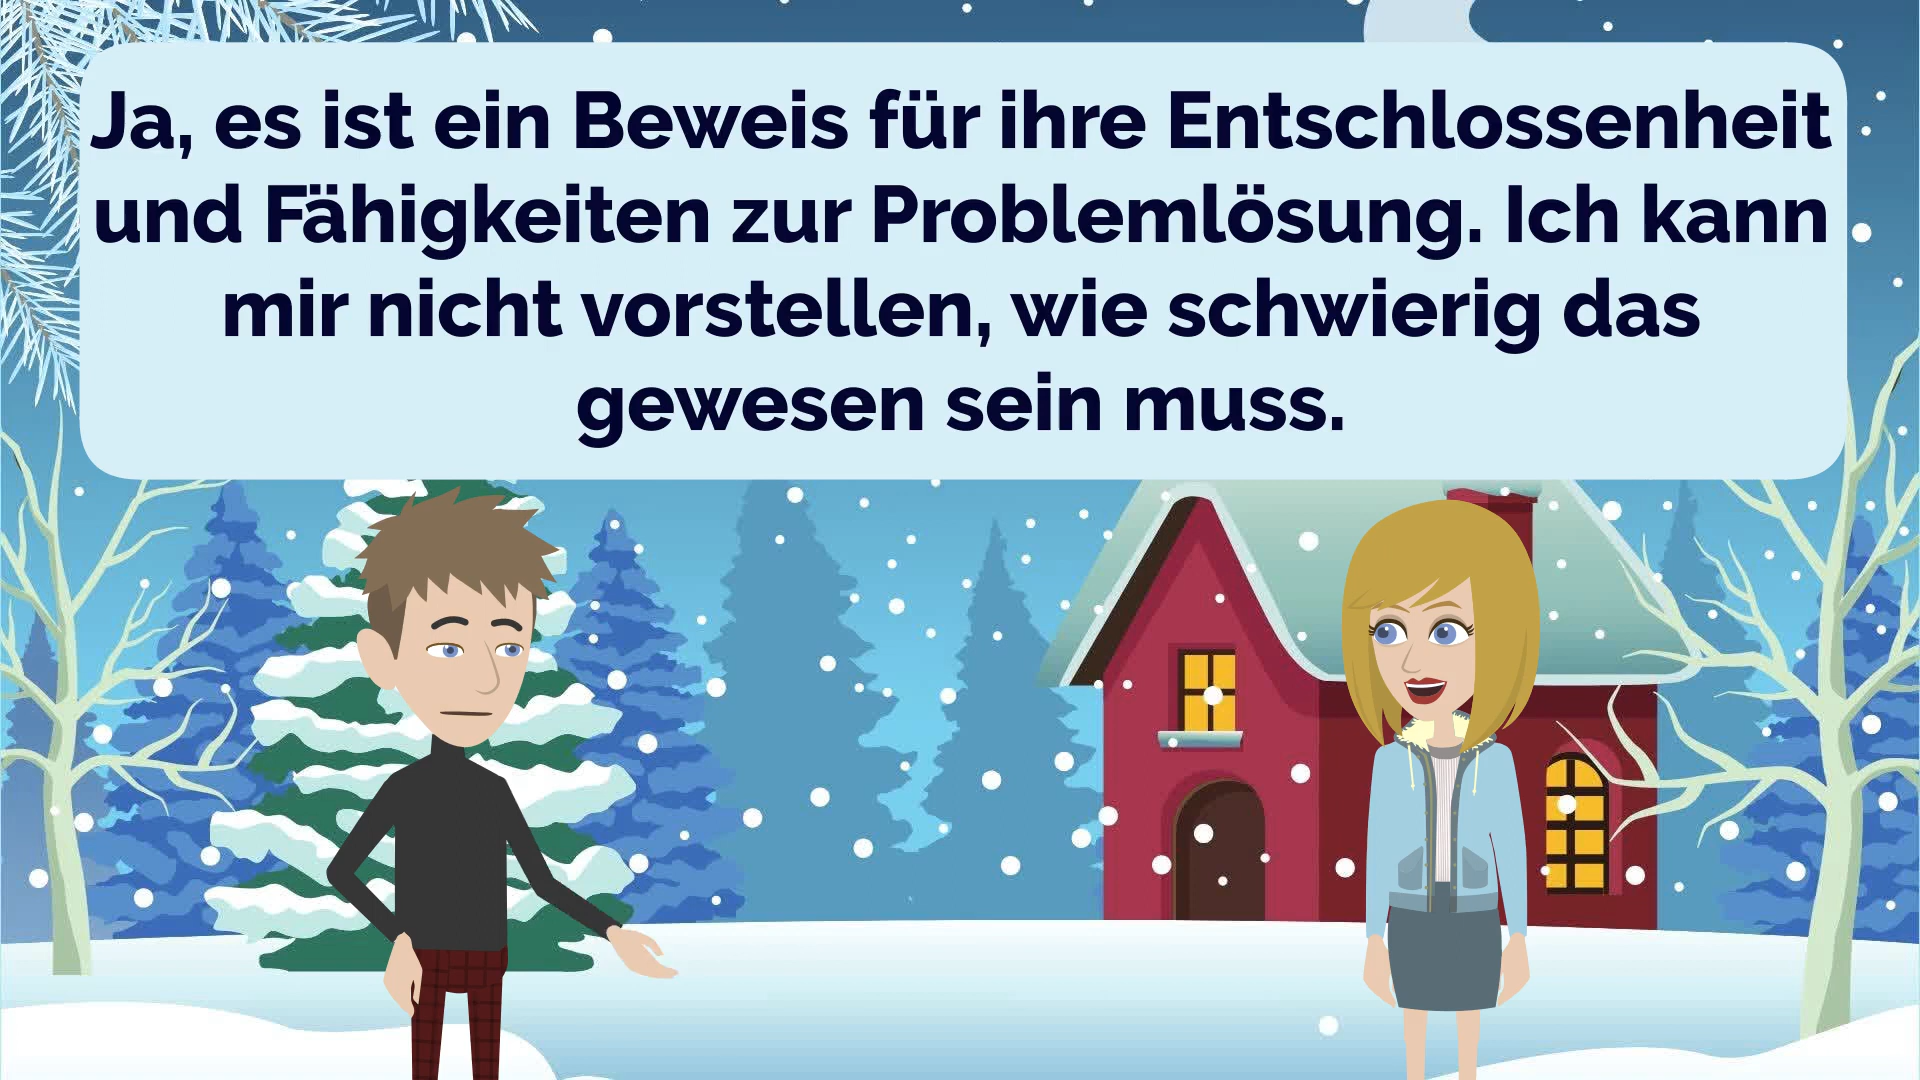 Ja, es ist ein Beweis für ihre Entschlossenheit
und Fähigkeiten zur Problemlösung. Ich kann
mir nicht vorstellen, wie schwierig das
gewesen sein muss.